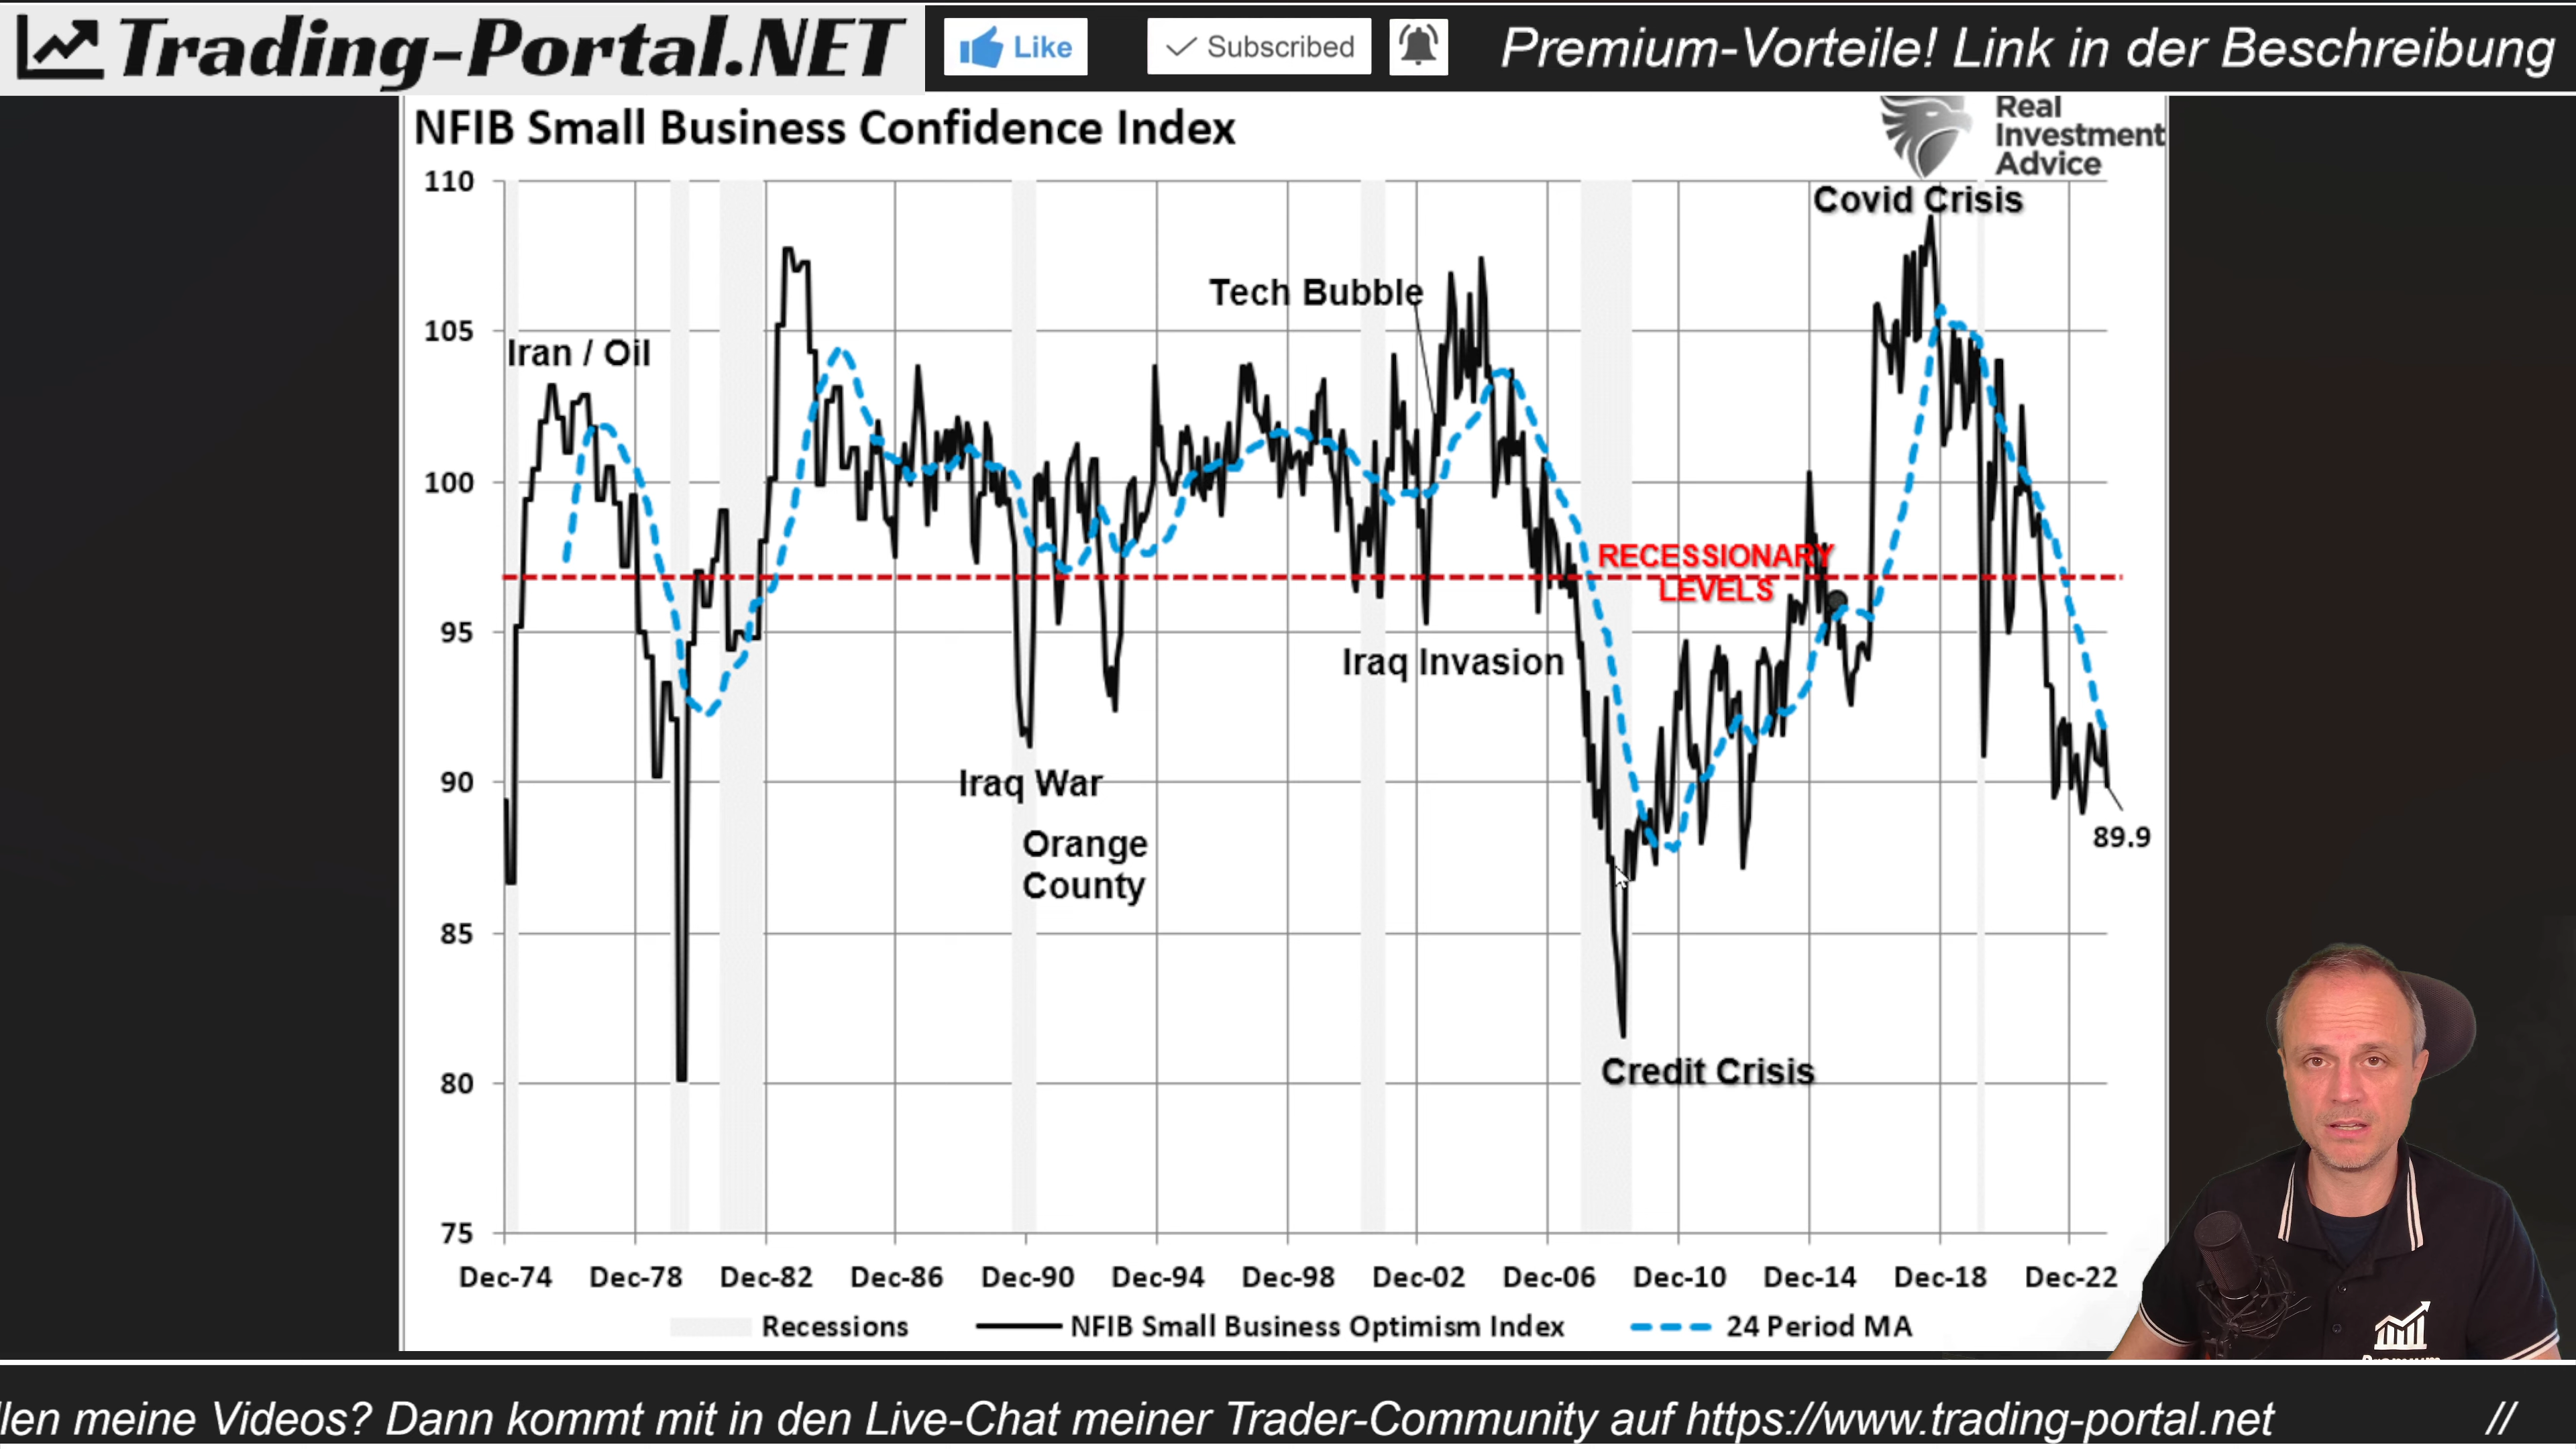 Trading-Portal.NET
Like
Subscribed
Premium-Vorteile! Link in der Beschreibung
NFIB Small Business Confidence Index
Real
Investment
Advice
110
105
100
95
90
85
80
75
Iran / Oil
Tech Bubble
Covid Crisis
RECESSIONARY
LEVELS
Iraq Invasion
Iraq War
Orange
County
Credit Crisis
89.9
Dec-74 Dec-78 Dec-82 Dec-86 Dec-90 Dec-94 Dec-98 Dec-02 Dec-06 Dec-10 Dec-14 Dec-18 Dec-22
Recessions NFIB Small Business Optimism Index 24 Period MA
meine Videos? Dann kommt mit in den Live-Chat meiner Trader-Community auf https://www.trading-portal.net //